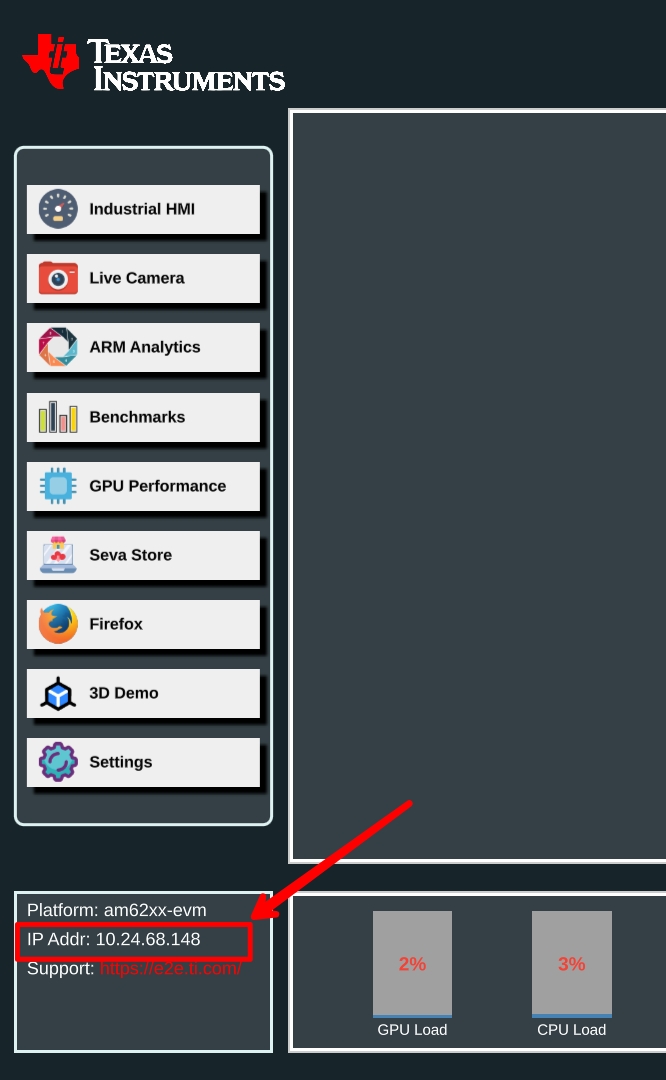 TEXAS
INSTRUMENTS
Industrial HMI
Live Camera
ARM Analytics
Benchmarks
GPU Performance
Seva Store
Firefox
3D Demo
Settings
Platform: am62xx-evm
IP Addr: 10.24.68.148
Support: https://e2e.ti.com/
2%
GPU Load
3%
CPU Load